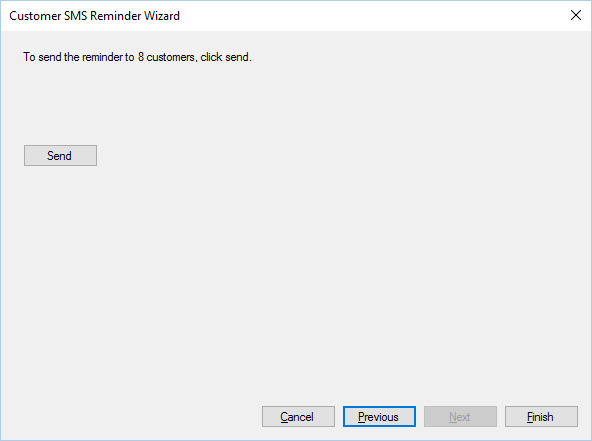 Customer SMS Reminder Wizard
To send the reminder to 8 customers, click send.
Send
Cancel Previous Next Finish